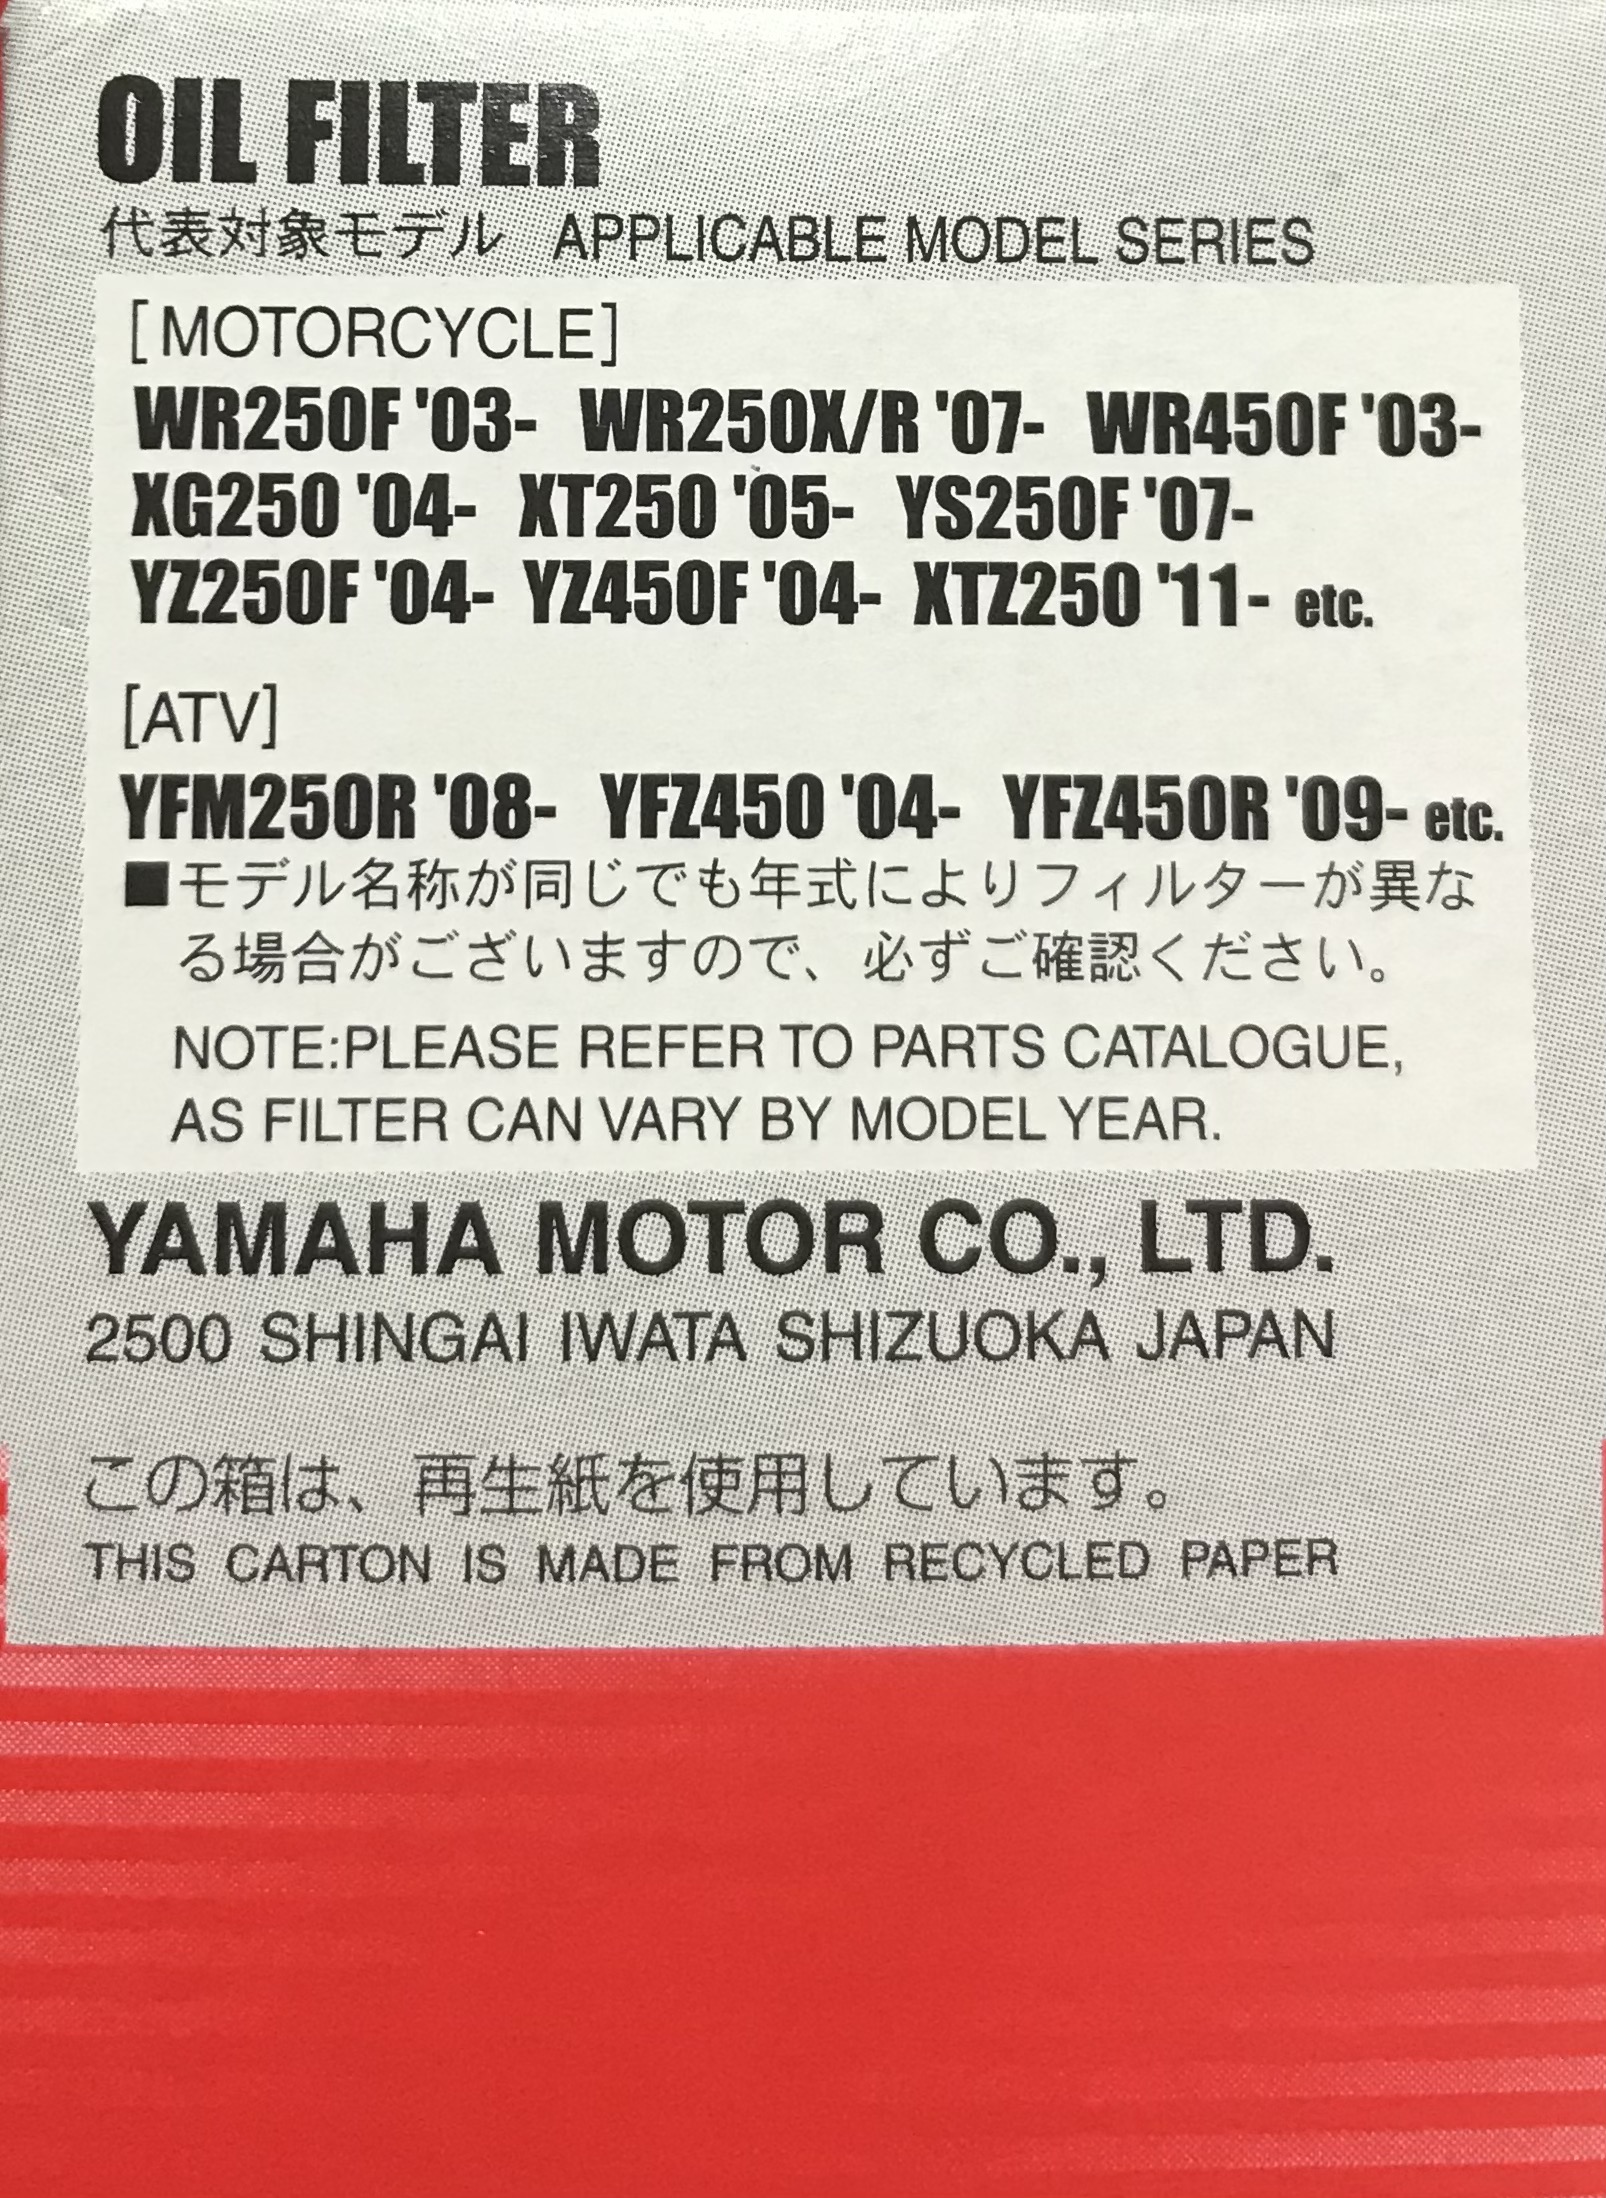 OIL FILTER
代表対象モデル APPLICABLE MODEL SERIES
[MOTORCYCLE]
WR250F '03- WR250X/R '07- WR450F '03-
XG250 '04- XT250 '05- YS250F '07-
YZ250F '04- YZ450F '04- XTZ250 '11- etc.
[ATV]
YFM250R '08- YFZ450 '04- YFZ450R '09- etc.
■モデル名称が同じでも年式によりフィルターが異な
る場合がございますので、必ずご確認ください。
NOTE:PLEASE REFER TO PARTS CATALOGUE,
AS FILTER CAN VARY BY MODEL YEAR.
YAMAHA MOTOR CO., LTD.
2500 SHINGAI IWATA SHIZUOKA JAPAN
この箱は、再生紙を使用しています。
THIS CARTON IS MADE FROM RECYCLED PAPER